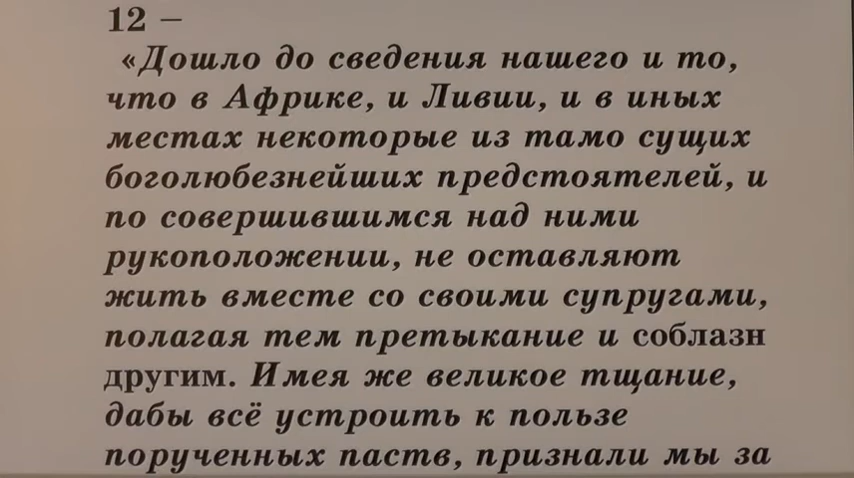 12 –
«Дошло до сведения нашего и то,
что в Африке, и Ливии, и в иных
местах некоторые из тамо сущих
боголюбезнейших предстоятелей, и
по совершившимся над ними
рукоположении, не оставляют
жить вместе со своими супругами,
полагая тем претыкание и соблазн
другим. Имея же великое тщание,
дабы всё устроить к пользе
порученных паств, признали мы за